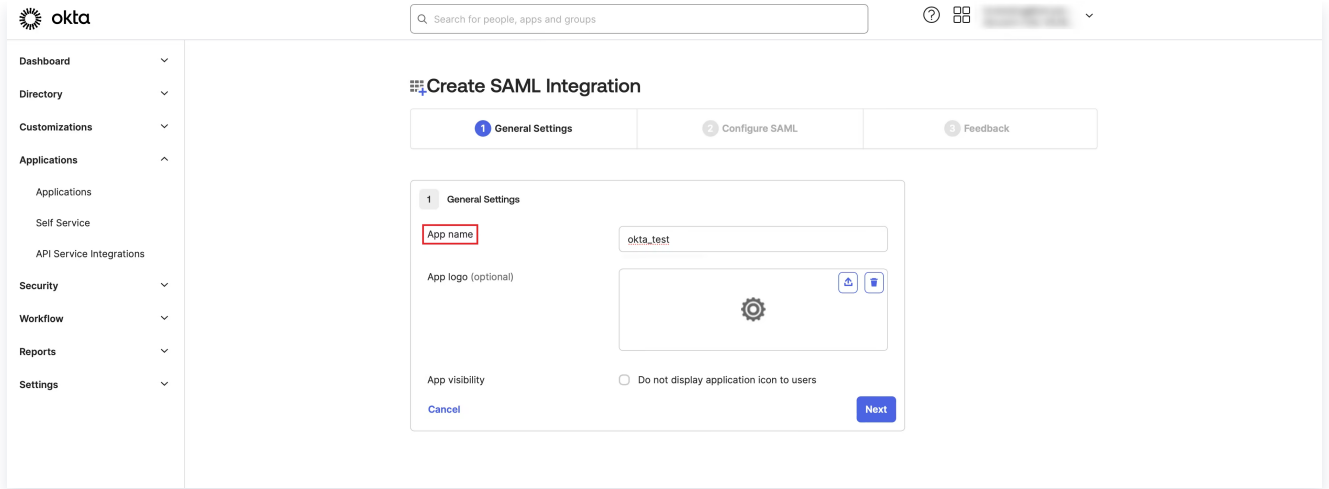 okta
Search for people, apps and groups
Dashboard
Directory
Customizations
Applications
Applications
Self Service
API Service Integrations
Security
Workflow
Reports
Settings
Create SAML Integration
1 General Settings
2 Configure SAML
3 Feedback
1 General Settings
App name
okta_test
App logo (optional)
App visibility
Do not display application icon to users
Cancel
Next